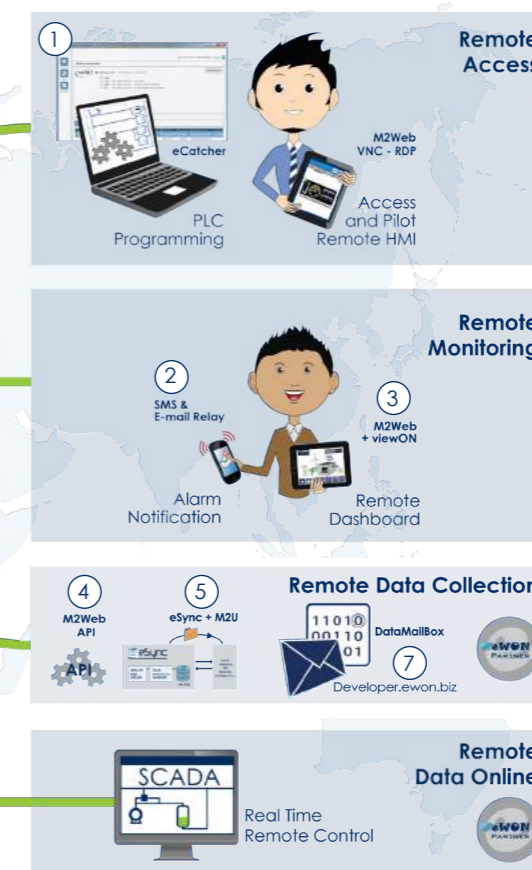 1
Remote
Access
eCatcher
M2Web
VNC - RDP
PLC
Programming
Access
and Pilot
Remote HMI
Remote
Monitoring
2
SMS &
E-mail Relay
3
M2Web
+ viewON
Alarm
Notification
Remote
Dashboard
Remote Data Collection
4
M2Web
API
API
5
eSync + M2U
eSync
11010
00110
01
DataMailBox
7
Developer.ewon.biz
eWON
PARTNER
Remote
Data Online
SCADA
Real Time
Remote Control
eWON
PARTNER